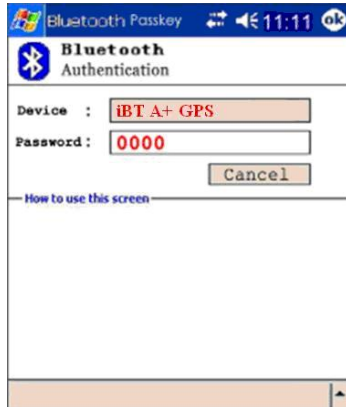 Bluetooth Passkey 11:11 ok
Bluetooth
Authentication
Device : iBT A+ GPS
Password : 0000
Cancel
How to use this screen